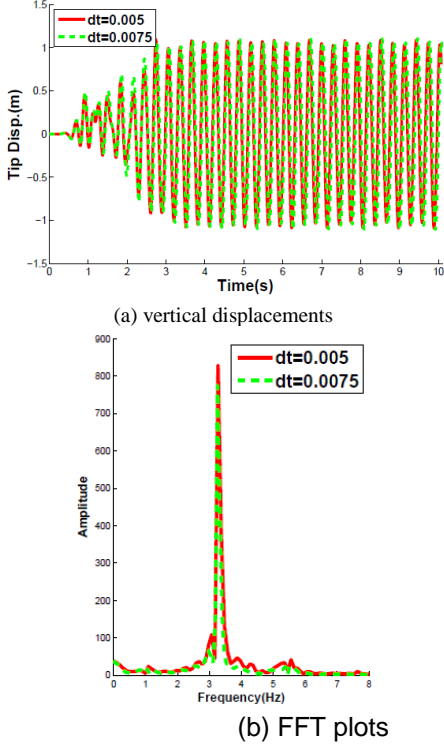 1.5
dt=0.005
dt=0.0075
1
0.5
0
−0.5
−1
−1.5
Tip Disp.(m)
0 1 2 3 4 5 6 7 8 9 10
Time(s)
(a) vertical displacements
900
800
700
600
500
400
300
200
100
0
dt=0.005
dt=0.0075
Amplitude
0 1 2 3 4 5 6 7 8
Frequency(Hz)
(b) FFT plots